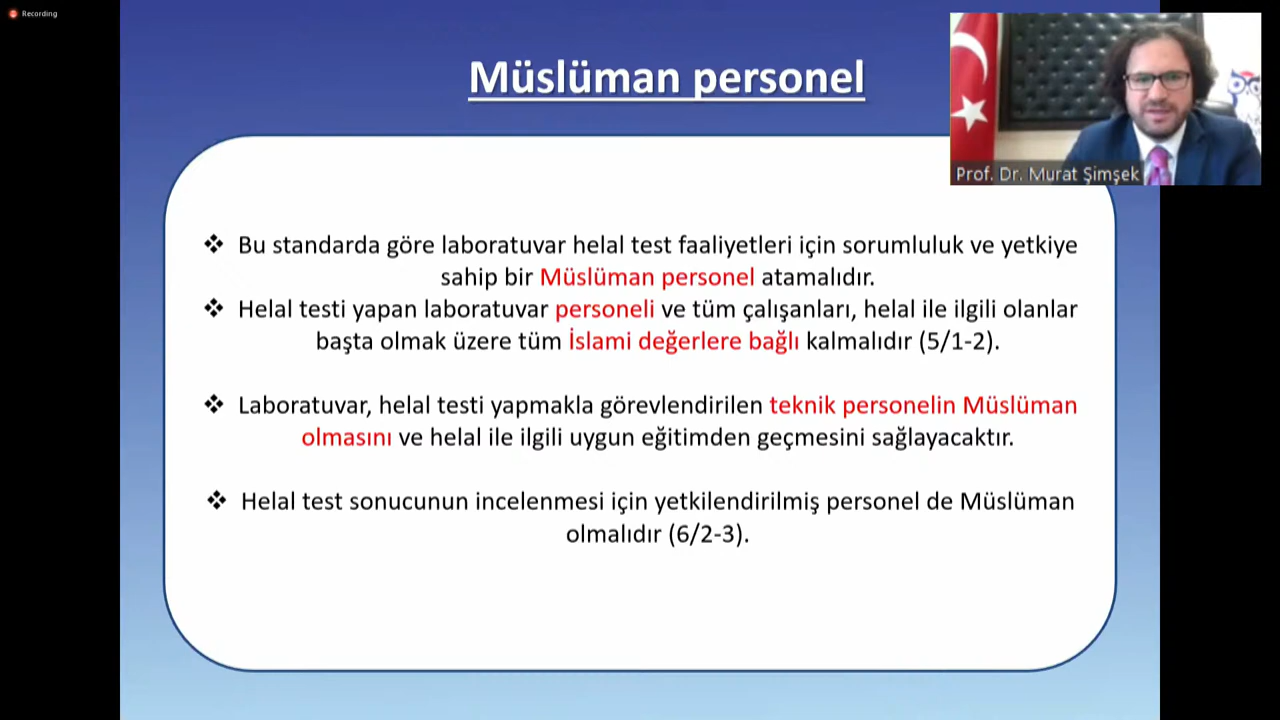 Recording
Müslüman personel
Prof. Dr. Murat Şimşek
❖ Bu standarda göre laboratuvar helal test faaliyetleri için sorumluluk ve yetkiye
sahip bir Müslüman personel atamalıdır.
❖ Helal testi yapan laboratuvar personeli ve tüm çalışanları, helal ile ilgili olanlar
başta olmak üzere tüm İslami değerlere bağlı kalmalıdır (5/1-2).
❖ Laboratuvar, helal testi yapmakla görevlendirilen teknik personelin Müslüman
olmasını ve helal ile ilgili uygun eğitimden geçmesini sağlayacaktır.
❖ Helal test sonucunun incelenmesi için yetkilendirilmiş personel de Müslüman
olmalıdır (6/2-3).